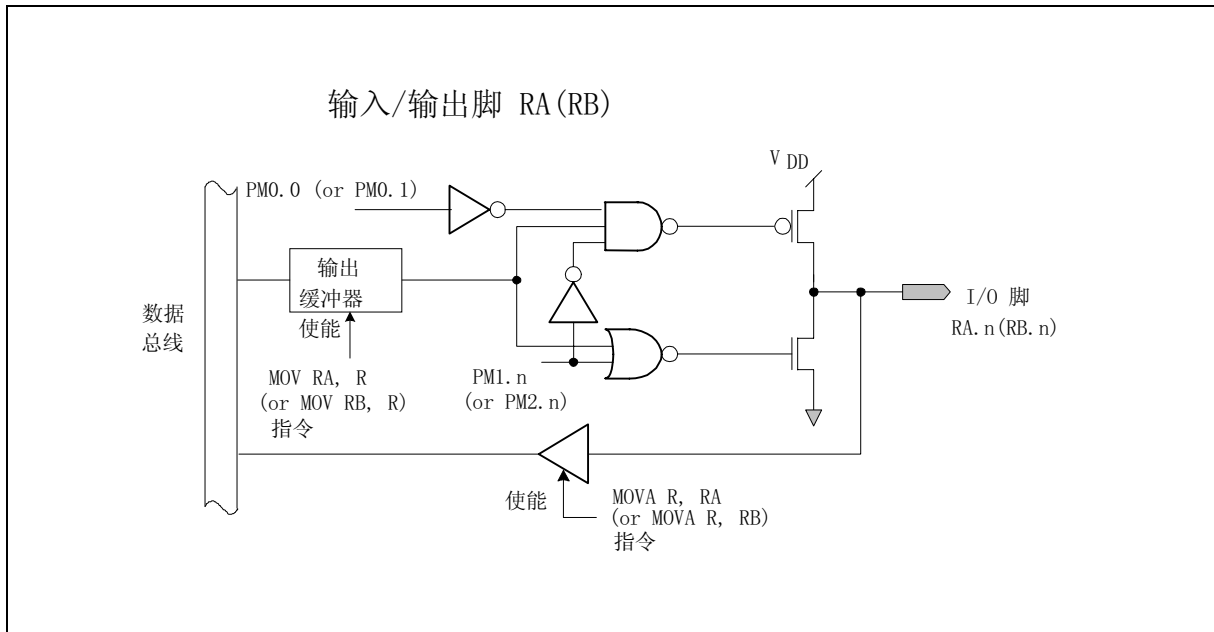 输入/输出脚 RA(RB)
V DD
PM0.0 (or PM0.1)
输出
缓冲器
使能
数据
总线
I/O 脚
RA.n(RB.n)
MOV RA, R
(or MOV RB, R)
指令
PM1.n
(or PM2.n)
使能
MOVA R, RA
(or MOVA R, RB)
指令